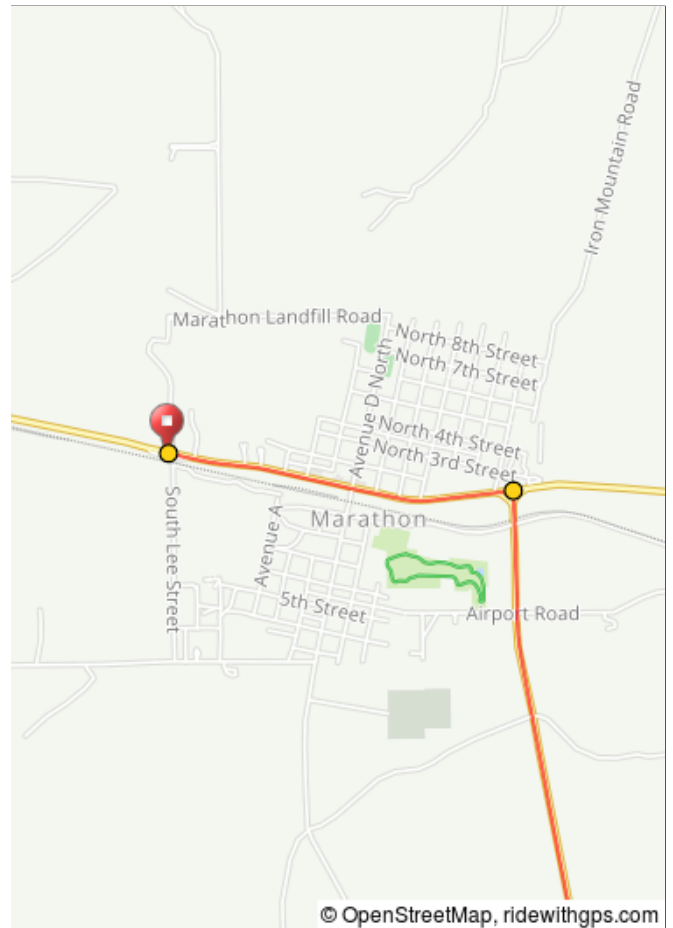 Iron Mountain Road
Marathon Landfill Road
North 8th Street
North 7th Street
Avenue D North
North 4th Street
North 3rd Street
Marathon
South Lee Street
Avenue A
5th Street
Airport Road
© OpenStreetMap, ridewithgps.com